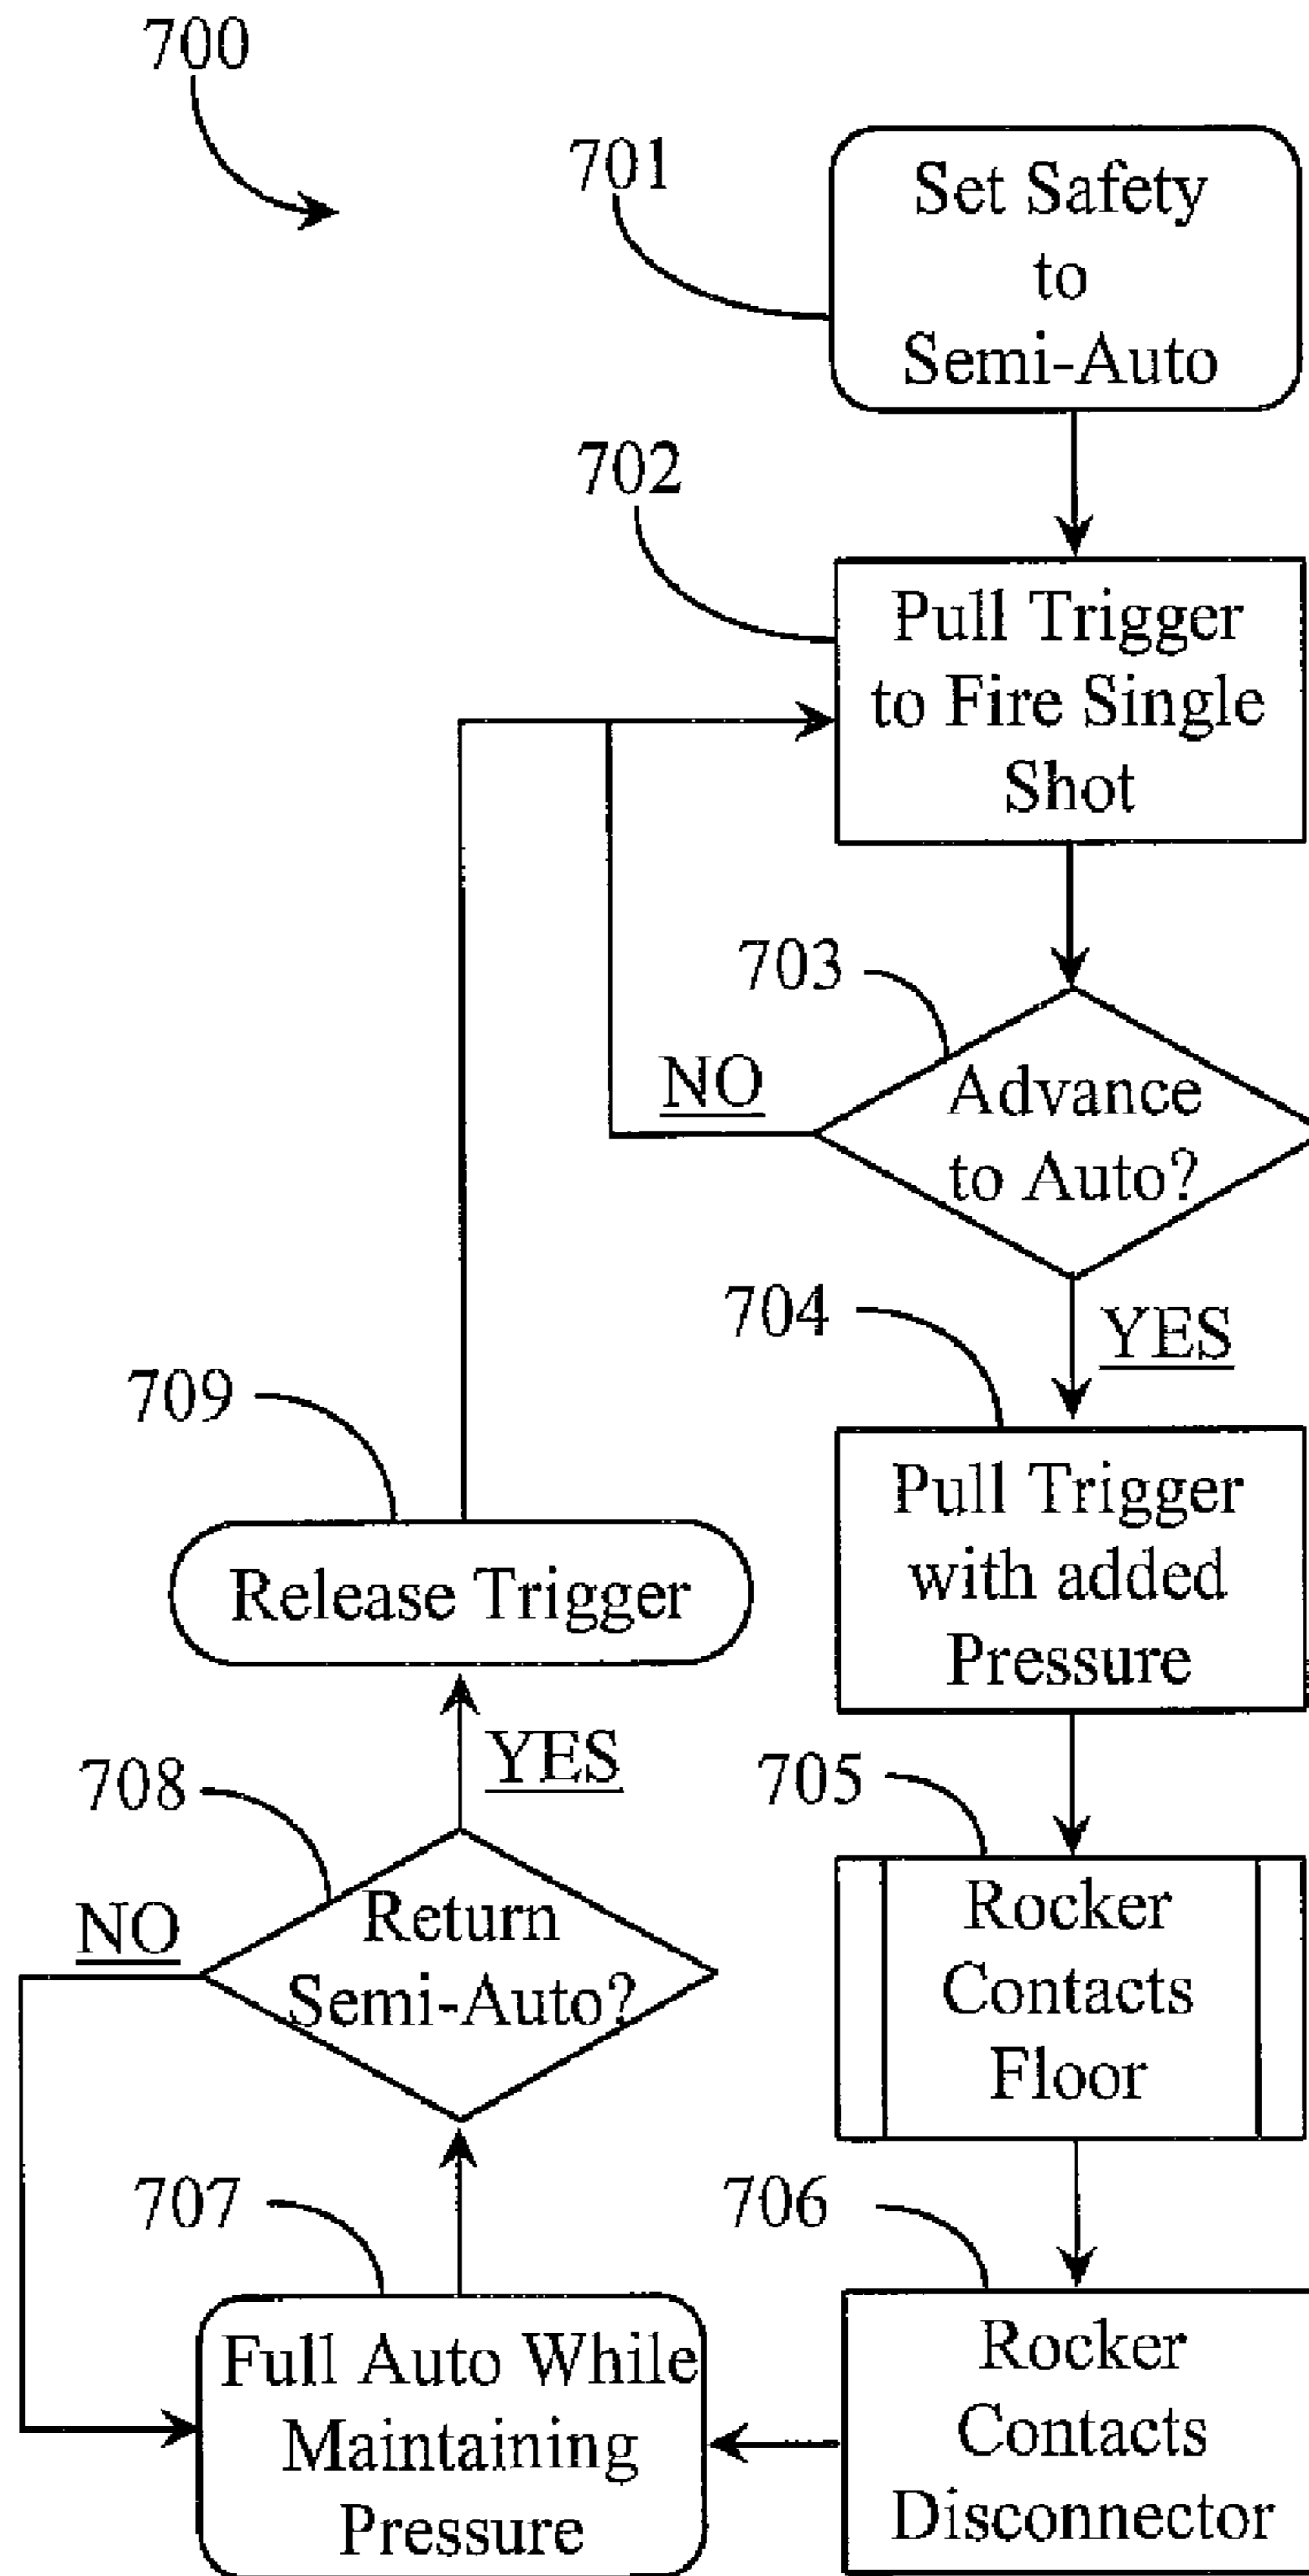 700
701
Set Safety
to
Semi-Auto
702
Pull Trigger
to Fire Single
Shot
703
NO
Advance
to Auto?
704
YES
709
Pull Trigger
with added
Pressure
Release Trigger
YES
705
708
Rocker
Contacts
Floor
NO
Return
Semi-Auto?
707
706
Full Auto While
Maintaining
Pressure
Rocker
Contacts
Disconnector